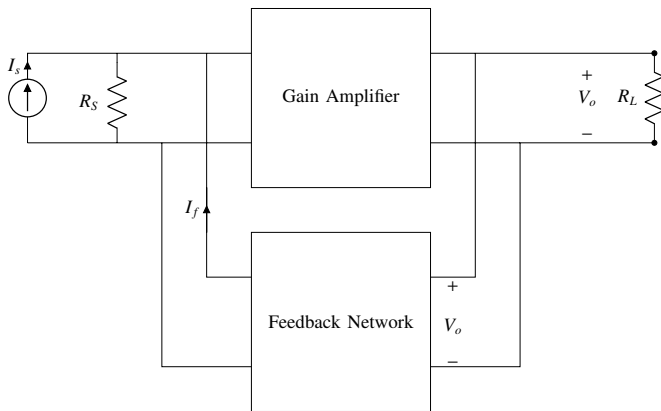 I_s
R_S
Gain Amplifier
+
V_o
−
R_L
I_f
Feedback Network
+
V_o
−